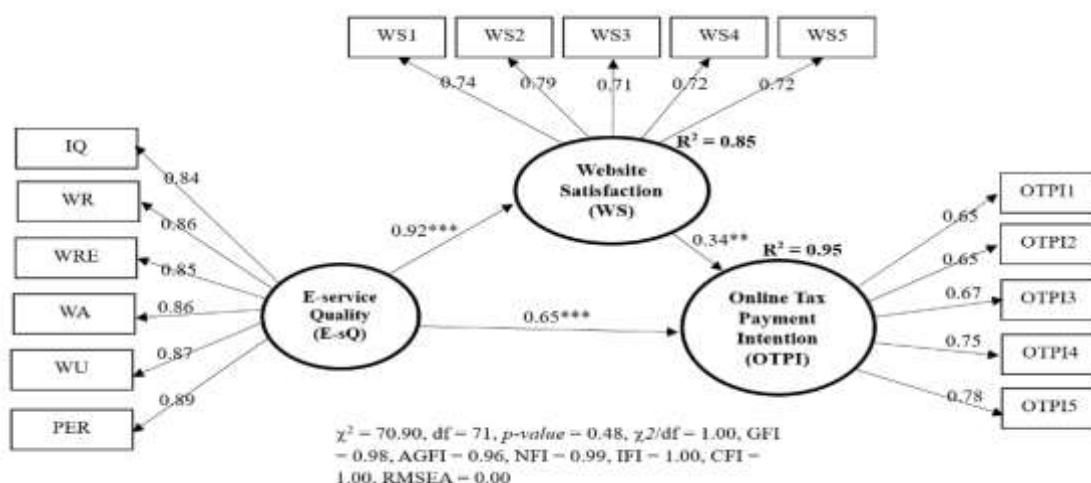 WS1 WS2 WS3 WS4 WS5
0.74 0.79 0.71 0.72 0.72
R² = 0.85
Website
Satisfaction
(WS)
IQ
WR
WRE
WA
WU
PER
0.84
0.86
0.85
0.86
0.87
0.89
E-service
Quality
(E-sQ)
0.92***
0.34**
0.65***
R² = 0.95
Online Tax
Payment
Intention
(OTPI)
0.65
0.65
0.67
0.75
0.78
OTPI1
OTPI2
OTPI3
OTPI4
OTPI5
χ² = 70.90, df = 71, p-value = 0.48, χ2/df = 1.00, GFI
= 0.98, AGFI = 0.96, NFI = 0.99, IFI = 1.00, CFI =
1.00, RMSEA = 0.00